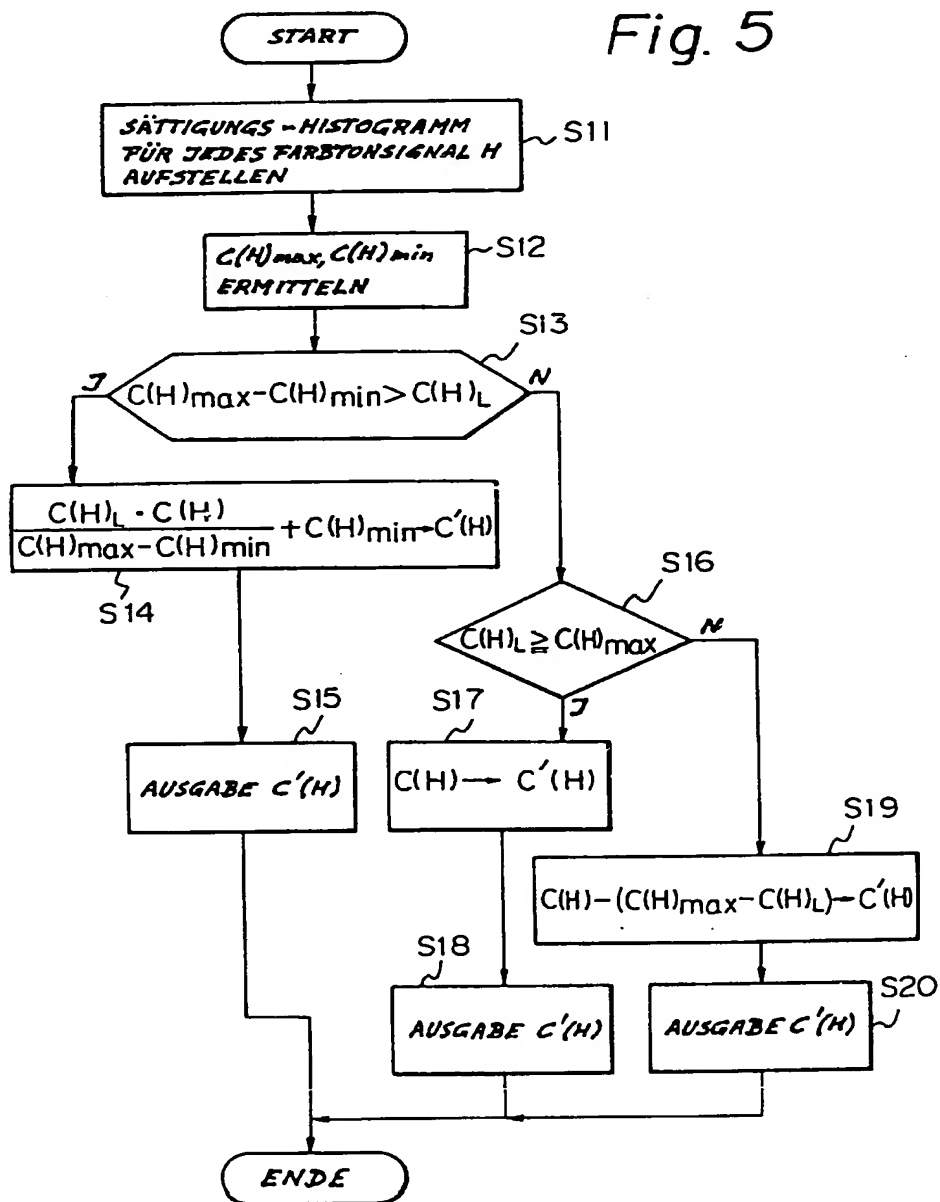 Fig. 5
START
SÄTTIGUNGS-HISTOGRAMM
FÜR JEDES FARBTONSIGNAL H
AUFSTELLEN
S11
C(H)max, C(H)min
ERMITTELN
S12
S13
J
C(H)max-C(H)min>C(H)L
N
C(H)L · C(H)
C(H)max-C(H)min
+ C(H)min→C'(H)
S14
S16
C(H)L ≧ C(H)max
N
J
S15
AUSGABE C'(H)
S17
C(H) → C'(H)
S19
C(H)-(C(H)max-C(H)L)→C'(H)
S18
AUSGABE C'(H)
S20
AUSGABE C'(H)
ENDE